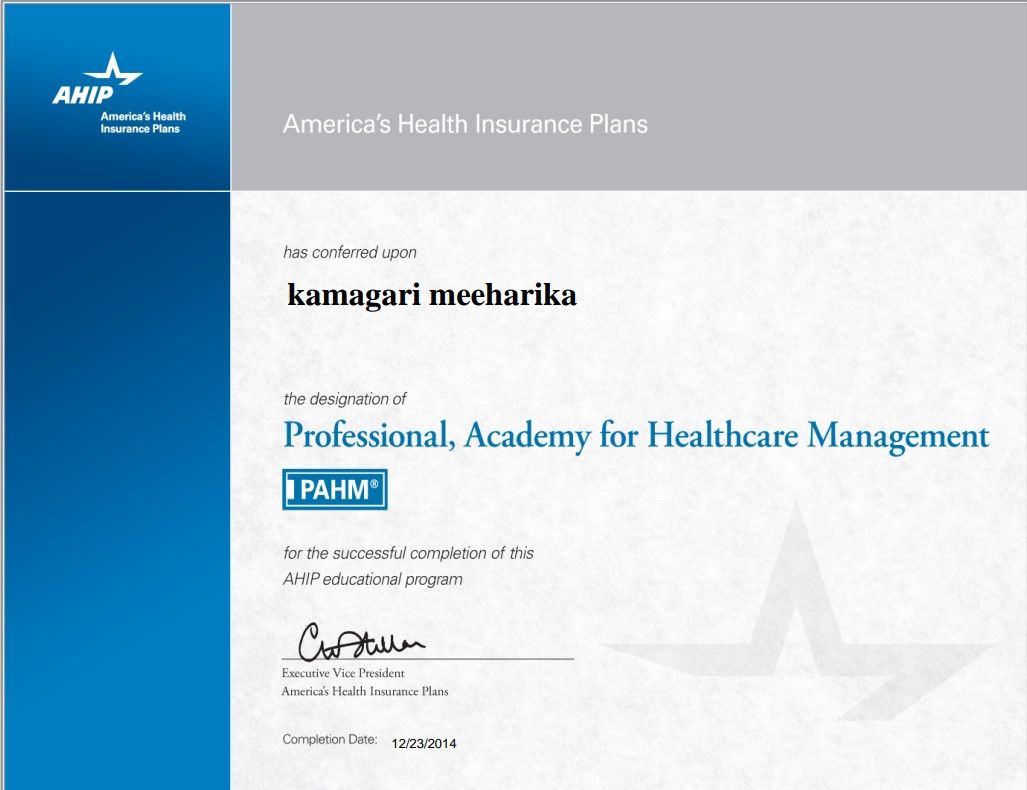 AHIP
America's Health
Insurance Plans
America's Health Insurance Plans
has conferred upon
kamagari meeharika
the designation of
Professional, Academy for Healthcare Management
PAHM®
for the successful completion of this
AHIP educational program
Executive Vice President
America's Health Insurance Plans
Completion Date: 12/23/2014